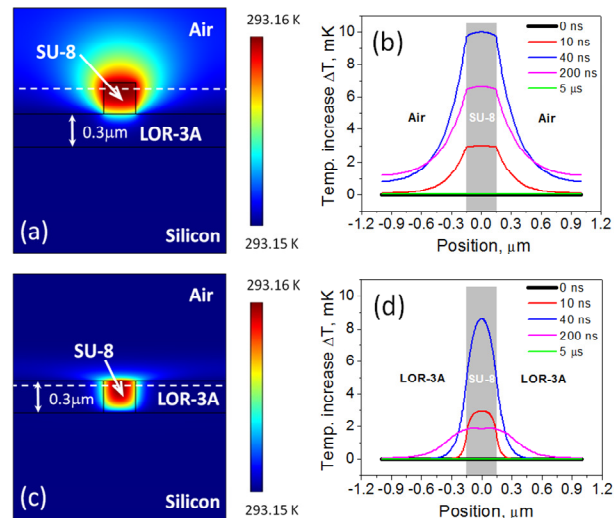 293.16 K
Air
SU-8
0.3μm
LOR-3A
(a)
Silicon
293.15 K
(b)
Temp. increase ΔT, mK
10
8
6
4
2
0
0 ns
10 ns
40 ns
200 ns
5 μs
Air
SU-8
Air
-1.2 -0.9 -0.6 -0.3 0.0 0.3 0.6 0.9 1.2
Position, μm
293.16 K
Air
SU-8
0.3μm
LOR-3A
(c)
Silicon
293.15 K
(d)
Temp. increase ΔT, mK
10
8
6
4
2
0
0 ns
10 ns
40 ns
200 ns
5 μs
LOR-3A
SU-8
LOR-3A
-1.2 -0.9 -0.6 -0.3 0.0 0.3 0.6 0.9 1.2
Position, μm